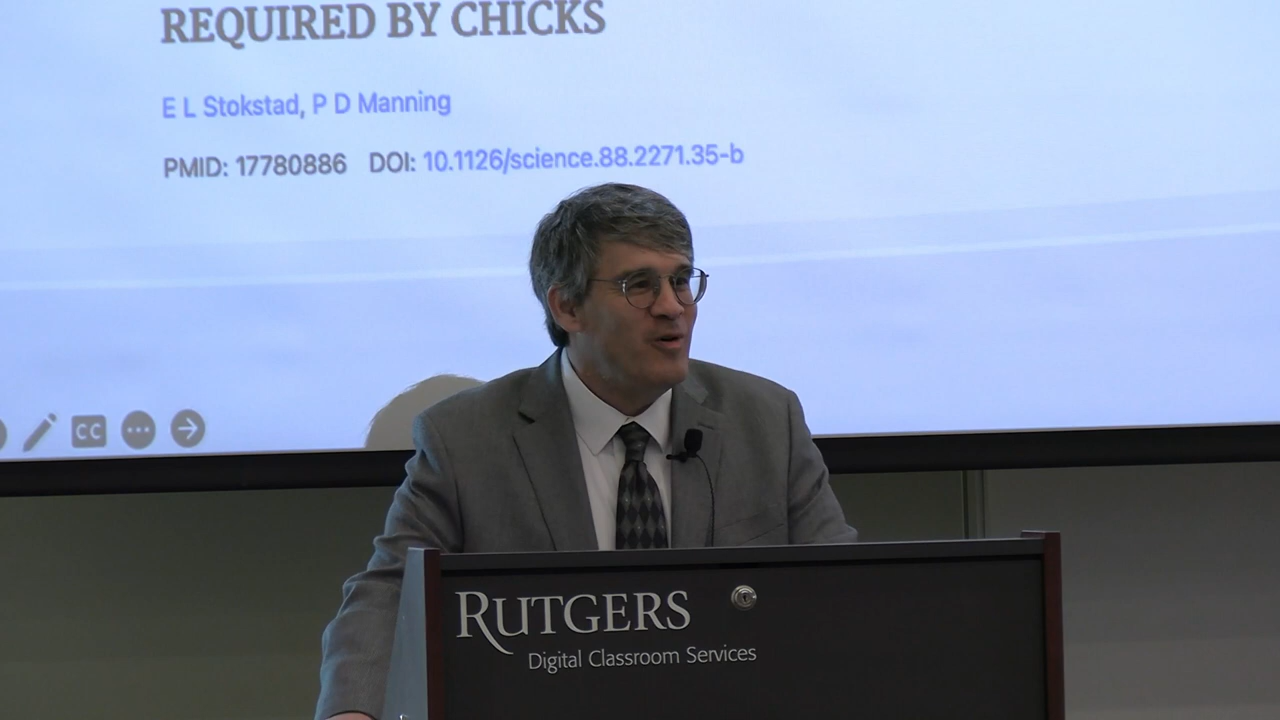 REQUIRED BY CHICKS
E L Stokstad, P D Manning
PMID: 17780886 DOI: 10.1126/science.88.2271.35-b
CC
RUTGERS
Digital Classroom Services